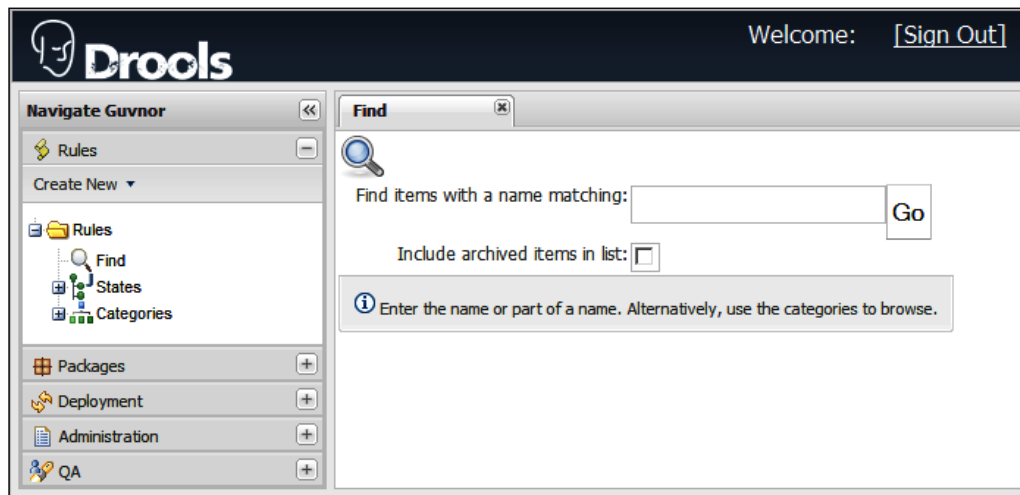 Drools
Welcome: [Sign Out]
Navigate Guvnor
Rules
Create New
Rules
Find
States
Categories
Packages
Deployment
Administration
QA
Find
Find items with a name matching:
Go
Include archived items in list:
Enter the name or part of a name. Alternatively, use the categories to browse.